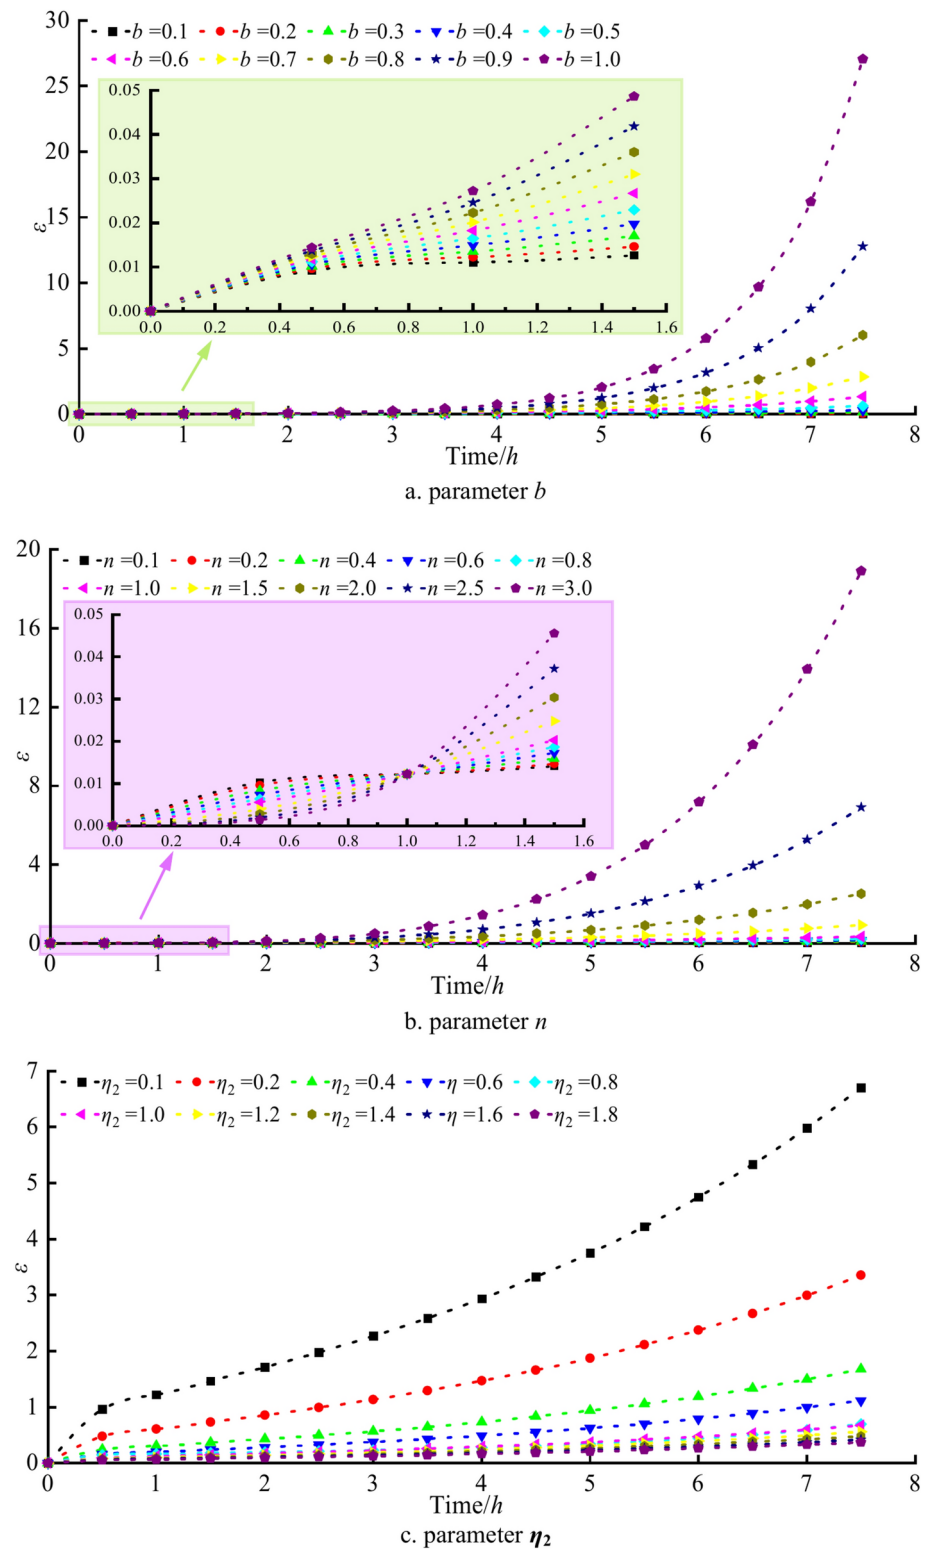 30
25
20
15
10
5
0
ε
b =0.1 b =0.2 b =0.3 b =0.4 b =0.5
b =0.6 b =0.7 b =0.8 b =0.9 b =1.0
0.05
0.04
0.03
0.02
0.01
0.00
0.0 0.2 0.4 0.6 0.8 1.0 1.2 1.4 1.6
0 1 2 3 4 5 6 7 8
Time/h
a. parameter b
20
16
12
8
4
0
ε
n =0.1 n =0.2 n =0.4 n =0.6 n =0.8
n =1.0 n =1.5 n =2.0 n =2.5 n =3.0
0.05
0.04
0.03
0.02
0.01
0.00
0.0 0.2 0.4 0.6 0.8 1.0 1.2 1.4 1.6
0 1 2 3 4 5 6 7 8
Time/h
b. parameter n
7
6
5
4
3
2
1
0
ε
η₂ =0.1 η₂ =0.2 η₂ =0.4 η =0.6 η₂ =0.8
η₂ =1.0 η₂ =1.2 η₂ =1.4 η =1.6 η₂ =1.8
0 1 2 3 4 5 6 7 8
Time/h
c. parameter η₂